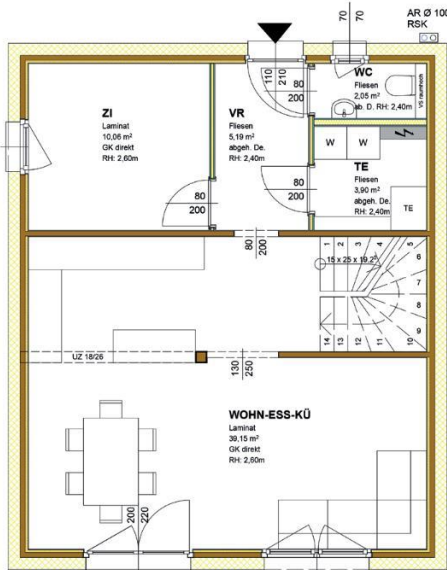 AR Ø 100
RSK
70
70
110
210
WC
Fliesen
2,05 m²
ab. D. RH: 2,40m
VS raumhoch
80
200
ZI
Laminat
10,06 m²
GK direkt
RH: 2,60m
VR
Fliesen
5,19 m²
abgeh. De.
RH: 2,40m
W
W
TE
Fliesen
3,90 m²
abgeh. De.
RH: 2,40m
TE
80
200
80
200
80
200
1
2
3
4
5
6
7
8
9
10
11
12
13
14
15 x 25 x 19,2
UZ 18/26
130
250
WOHN-ESS-KÜ
Laminat
39,15 m²
GK direkt
RH: 2,60m
200
220